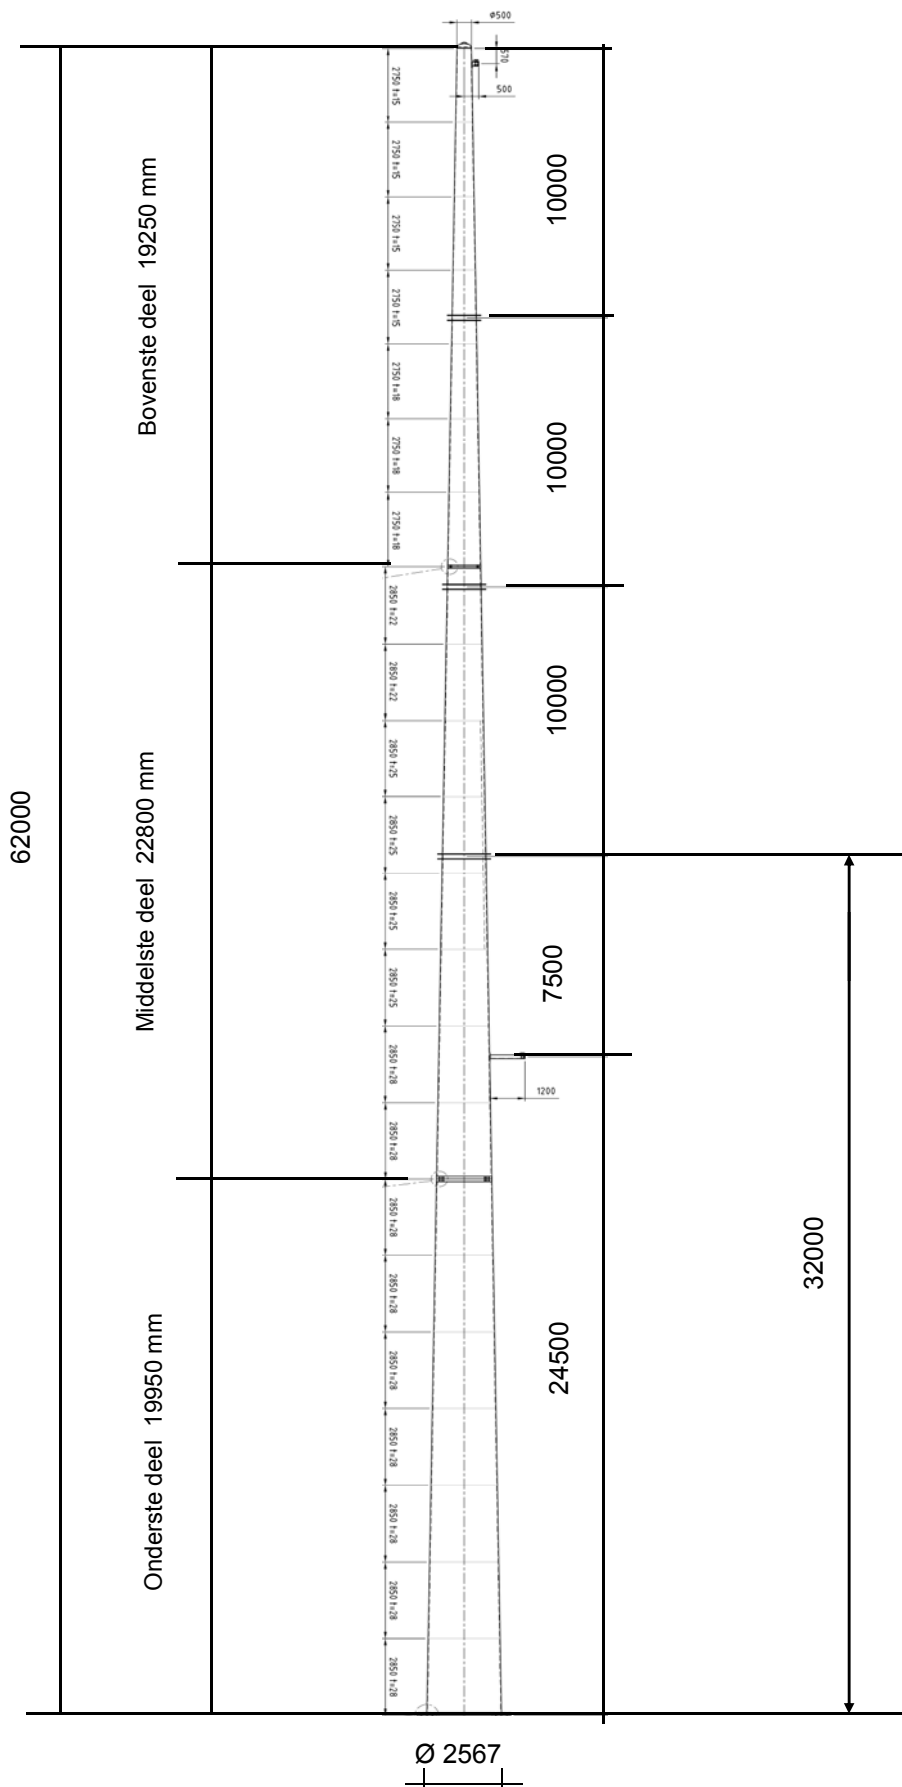 Ø500
570
500
2750 t=15
2750 t=15
2750 t=15
2750 t=15
2750 t=18
2750 t=18
2750 t=18
2850 t=22
2850 t=22
2850 t=25
2850 t=25
2850 t=25
2850 t=25
2850 t=28
2850 t=28
2850 t=28
2850 t=28
2850 t=28
2850 t=28
2850 t=28
2850 t=28
2850 t=28
Bovenste deel 19250 mm
Middelste deel 22800 mm
Onderste deel 19950 mm
62000
10000
10000
10000
7500
1200
24500
32000
Ø 2567